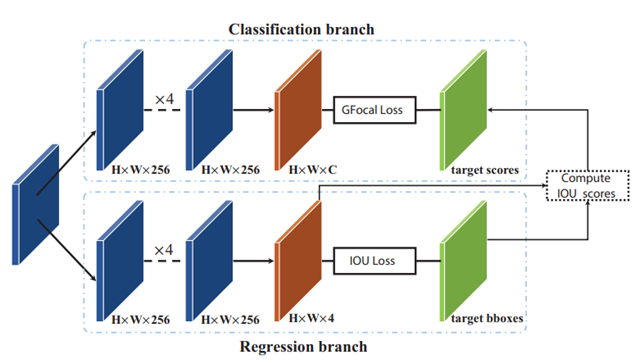 Classification branch
×4
GFocal Loss
H×W×256
H×W×256
H×W×C
target scores
Compute
IOU scores
×4
IOU Loss
H×W×256
H×W×256
H×W×4
target bboxes
Regression branch